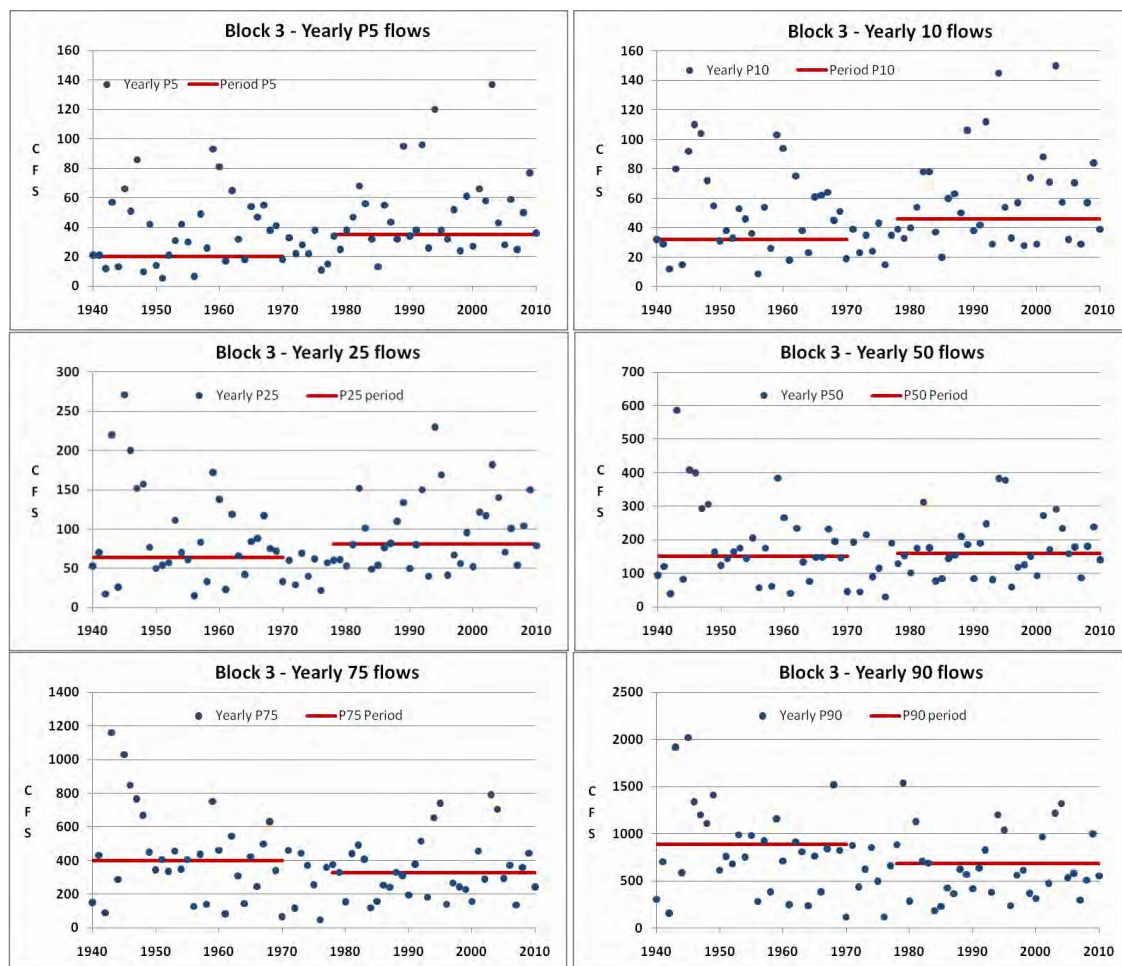 Block 3 - Yearly P5 flows
Yearly P5 Period P5
160
140
120
100
80
60
40
20
0
C
F
S
1940 1950 1960 1970 1980 1990 2000 2010
Block 3 - Yearly 10 flows
Yearly P10 Period P10
160
140
120
100
80
60
40
20
0
C
F
S
1940 1950 1960 1970 1980 1990 2000 2010
Block 3 - Yearly 25 flows
Yearly P25 P25 period
300
250
200
150
100
50
0
C
F
S
1940 1950 1960 1970 1980 1990 2000 2010
Block 3 - Yearly 50 flows
Yearly P50 P50 Period
700
600
500
400
300
200
100
0
C
F
S
1940 1950 1960 1970 1980 1990 2000 2010
Block 3 - Yearly 75 flows
Yearly P75 P75 Period
1400
1200
1000
800
600
400
200
0
C
F
S
1940 1950 1960 1970 1980 1990 2000 2010
Block 3 - Yearly 90 flows
Yearly P90 P90 period
2500
2000
1500
1000
500
0
C
F
S
1940 1950 1960 1970 1980 1990 2000 2010